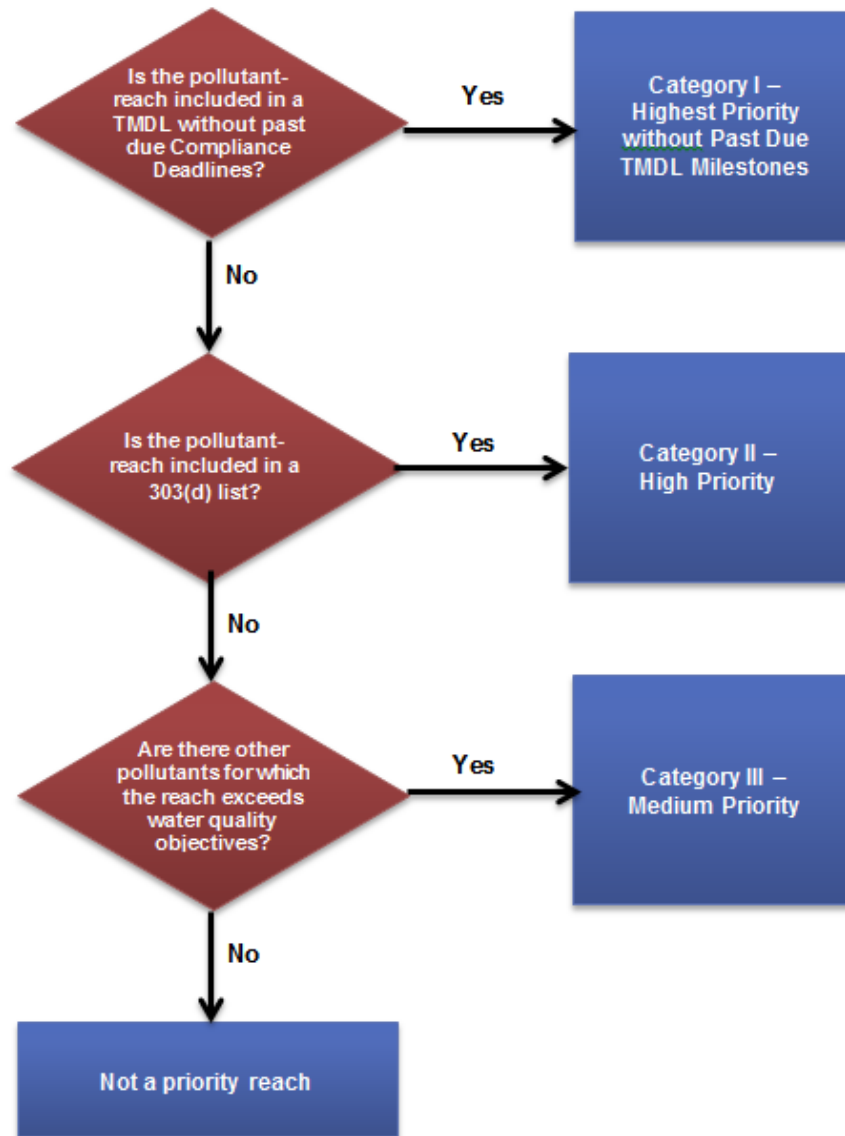 Is the pollutant-
reach included in a
TMDL without past
due Compliance
Deadlines?
Yes
Category I –
Highest Priority
without Past Due
TMDL Milestones
No
Is the pollutant-
reach included in a
303(d) list?
Yes
Category II –
High Priority
No
Are there other
pollutants for which
the reach exceeds
water quality
objectives?
Yes
Category III –
Medium Priority
No
Not a priority reach